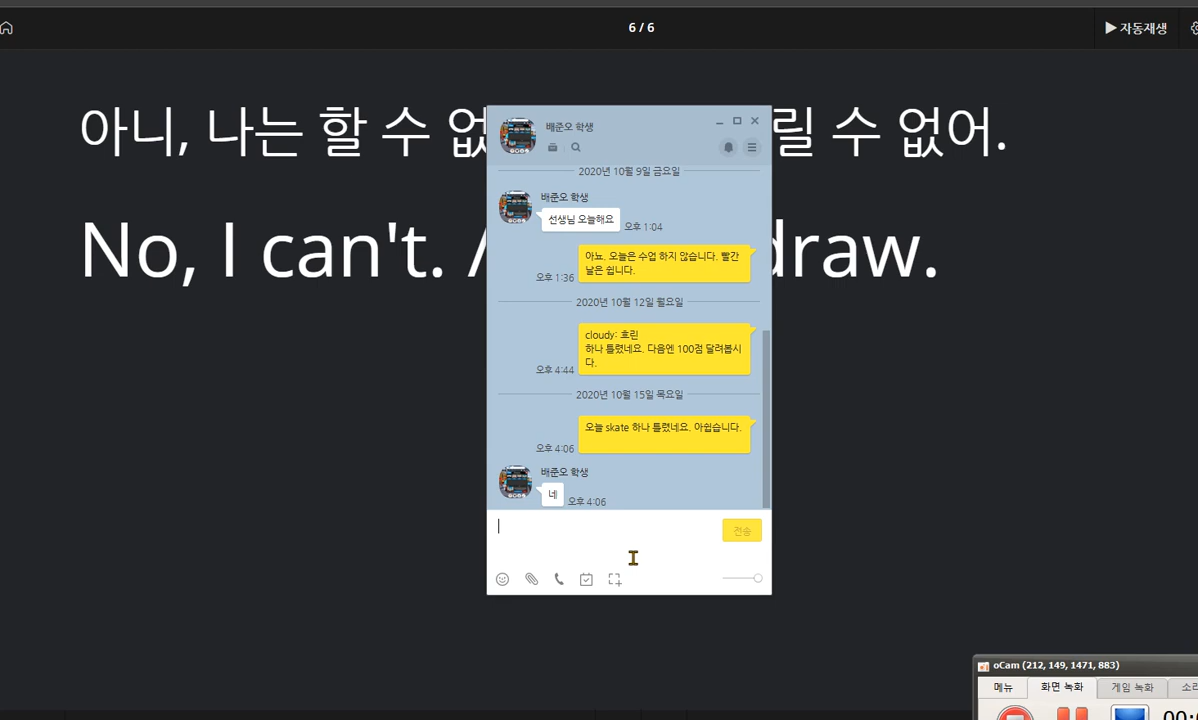 6 / 6
▶ 자동재생
아니, 나는 할 수 없
릴 수 없어.
No, I can't.
draw.
배준오 학생
2020년 10월 9일 금요일
배준오 학생
선생님 오늘해요
오후 1:04
아뇨. 오늘은 수업 하지 않습니다. 빨간
날은 쉽니다.
오후 1:36
2020년 10월 12일 월요일
cloudy: 흐린
하나 틀렸네요. 다음엔 100점 달려봅시
다.
오후 4:44
2020년 10월 15일 목요일
오늘 skate 하나 틀렸네요. 아쉽습니다.
오후 4:06
배준오 학생
네
오후 4:06
전송
oCam (212, 149, 1471, 883)
메뉴
화면 녹화
게임 녹화